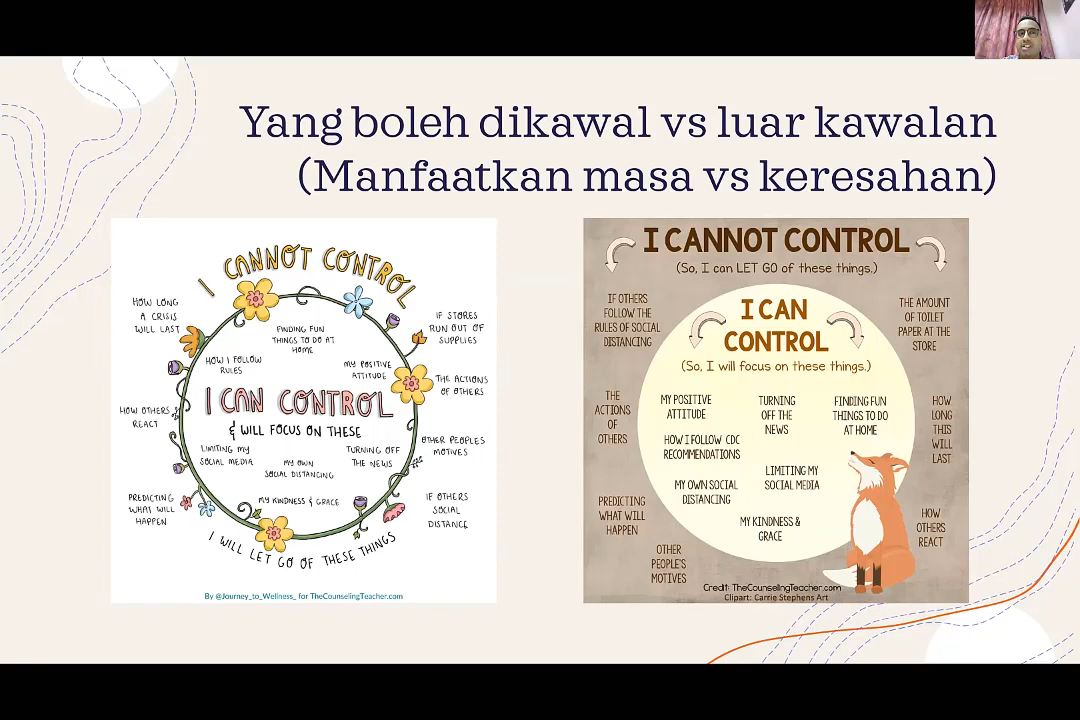 Yang boleh dikawal vs luar kawalan
(Manfaatkan masa vs keresahan)
I CANNOT CONTROL
HOW LONG
A CRISIS
WILL LAST
FINDING FUN
THINGS TO DO AT
HOME
IF STORES
RUN OUT OF
SUPPLIES
HOW I FOLLOW
RULES
MY POSITIVE
ATTITUDE
THE ACTIONS
OF OTHERS
I CAN CONTROL
& WILL FOCUS ON THESE
HOW OTHERS
REACT
LIMITING MY
SOCIAL MEDIA
MY OWN
SOCIAL DISTANCING
TURNING OFF
THE NEWS
OTHER PEOPLES
MOTIVES
MY KINDNESS & GRACE
PREDICTING
WHAT WILL
HAPPEN
IF OTHERS
SOCIAL
DISTANCE
I WILL LET GO OF THESE THINGS
By @Journey_to_Wellness_ for TheCounselingTeacher.com
I CANNOT CONTROL
(So, I can LET GO of these things.)
IF OTHERS
FOLLOW THE
RULES OF SOCIAL
DISTANCING
I CAN
CONTROL
(So, I will focus on these things.)
THE AMOUNT
OF TOILET
PAPER AT THE
STORE
THE
ACTIONS
OF
OTHERS
MY POSITIVE
ATTITUDE
TURNING
OFF THE
NEWS
FINDING FUN
THINGS TO DO
AT HOME
HOW
LONG
THIS
WILL
LAST
HOW I FOLLOW CDC
RECOMMENDATIONS
LIMITING MY
SOCIAL MEDIA
MY OWN SOCIAL
DISTANCING
PREDICTING
WHAT WILL
HAPPEN
MY KINDNESS &
GRACE
HOW
OTHERS
REACT
OTHER
PEOPLE'S
MOTIVES
Credit: TheCounselingTeacher.com
Clipart: Carrie Stephens Art